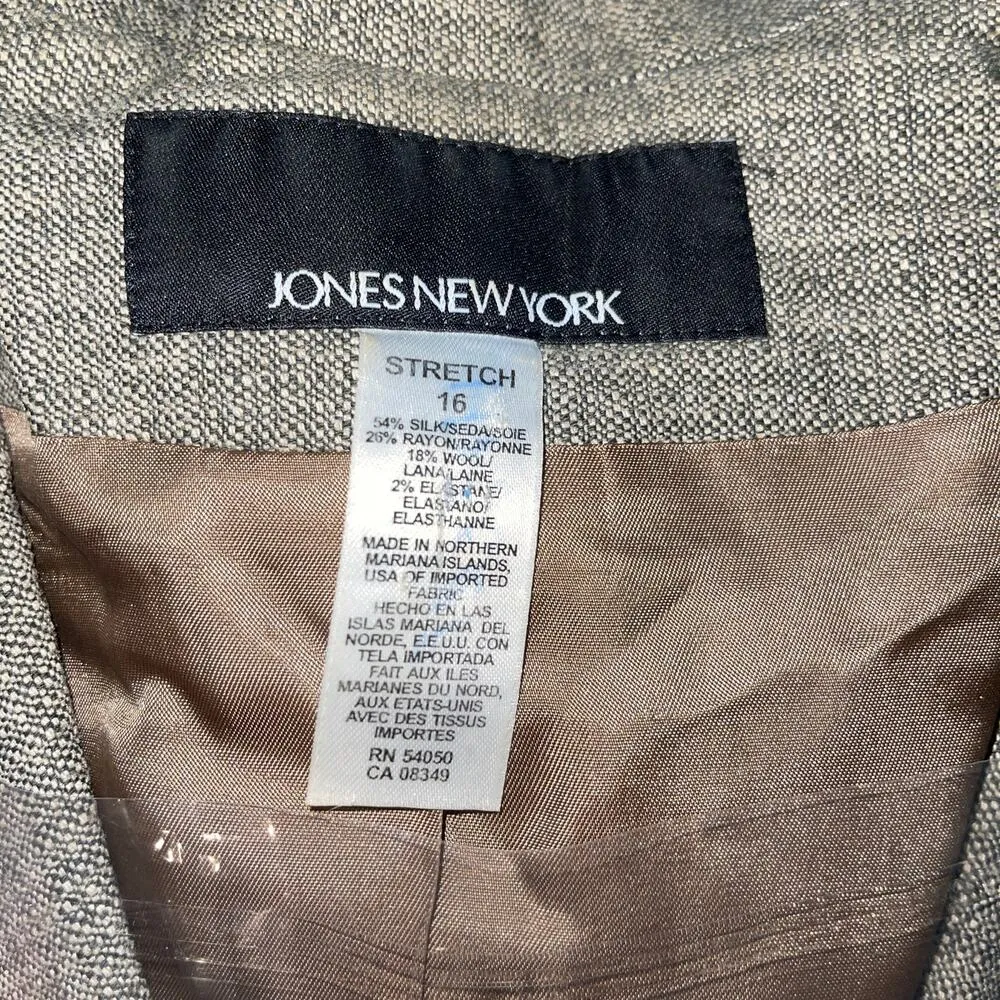 JONES NEW YORK
STRETCH
16
54% SILK/SEDA/SOIE
26% RAYON/RAYONNE
18% WOOL/
LANA/LAINE
2% ELASTANE/
ELASTANO/
ELASTHANNE
MADE IN NORTHERN
MARIANA ISLANDS,
USA OF IMPORTED
FABRIC
HECHO EN LAS
ISLAS MARIANA DEL
NORDE, E.E.U.U. CON
TELA IMPORTADA
FAIT AUX ILES
MARIANES DU NORD,
AUX ETATS-UNIS
AVEC DES TISSUS
IMPORTES
RN 54050
CA 08349